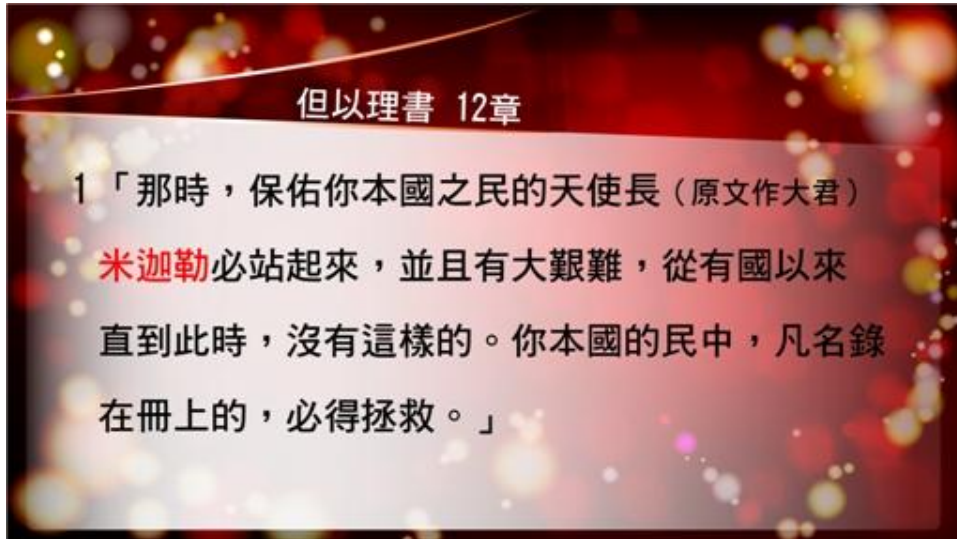 但以理書 12章
1「那時，保佑你本國之民的天使長（原文作大君）
米迦勒必站起來，並且有大艱難，從有國以來
直到此時，沒有這樣的。你本國的民中，凡名錄
在冊上的，必得拯救。」